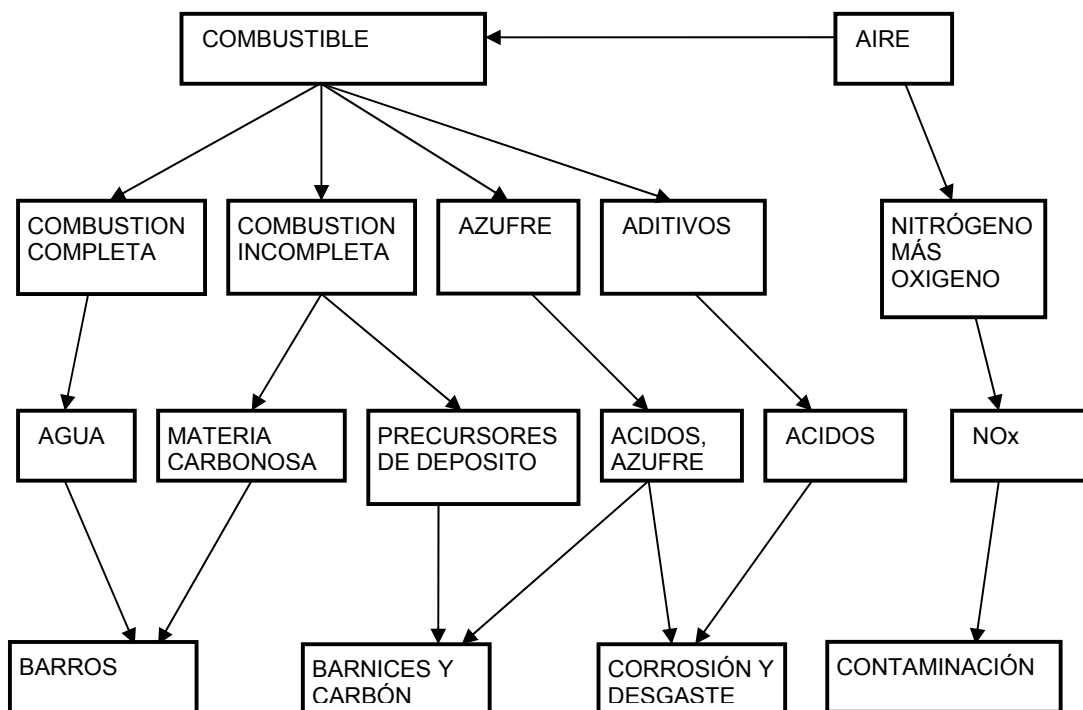 COMBUSTIBLE
AIRE
COMBUSTION
COMPLETA
COMBUSTION
INCOMPLETA
AZUFRE
ADITIVOS
NITRÓGENO
MÁS
OXIGENO
AGUA
MATERIA
CARBONOSA
PRECURSORES
DE DEPOSITO
ACIDOS,
AZUFRE
ACIDOS
NOx
BARROS
BARNICES Y
CARBÓN
CORROSIÓN Y
DESGASTE
CONTAMINACIÓN